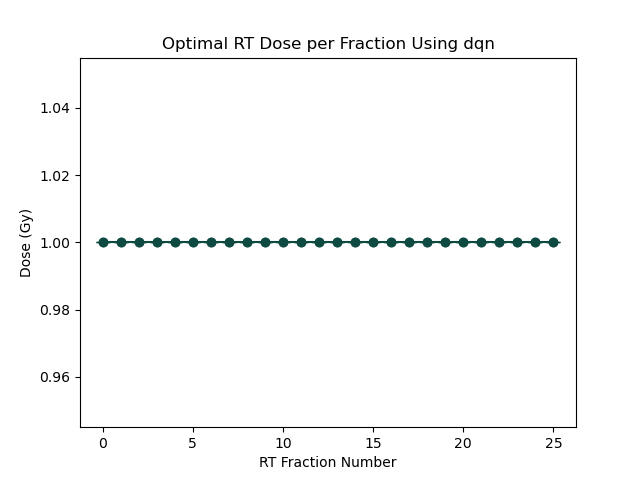 Optimal RT Dose per Fraction Using dqn
1.04
1.02
1.00
0.98
0.96
Dose (Gy)
0 5 10 15 20 25
RT Fraction Number